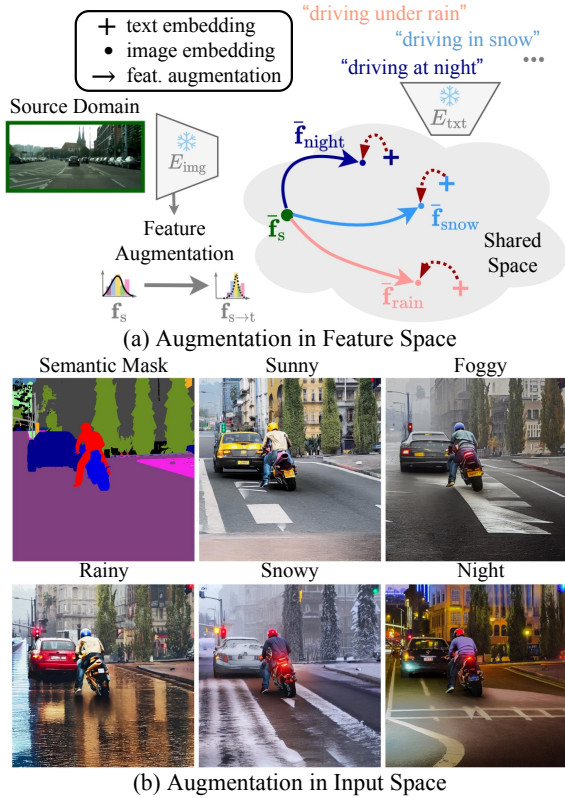 + text embedding
• image embedding
→ feat. augmentation
“driving under rain”
“driving in snow”
“driving at night”
...
Source Domain
E_img
E_txt
Feature
Augmentation
f_s
f_s→t
f̄_night
f̄_s
f̄_snow
f̄_rain
Shared
Space
(a) Augmentation in Feature Space
Semantic Mask Sunny Foggy
Rainy Snowy Night
(b) Augmentation in Input Space